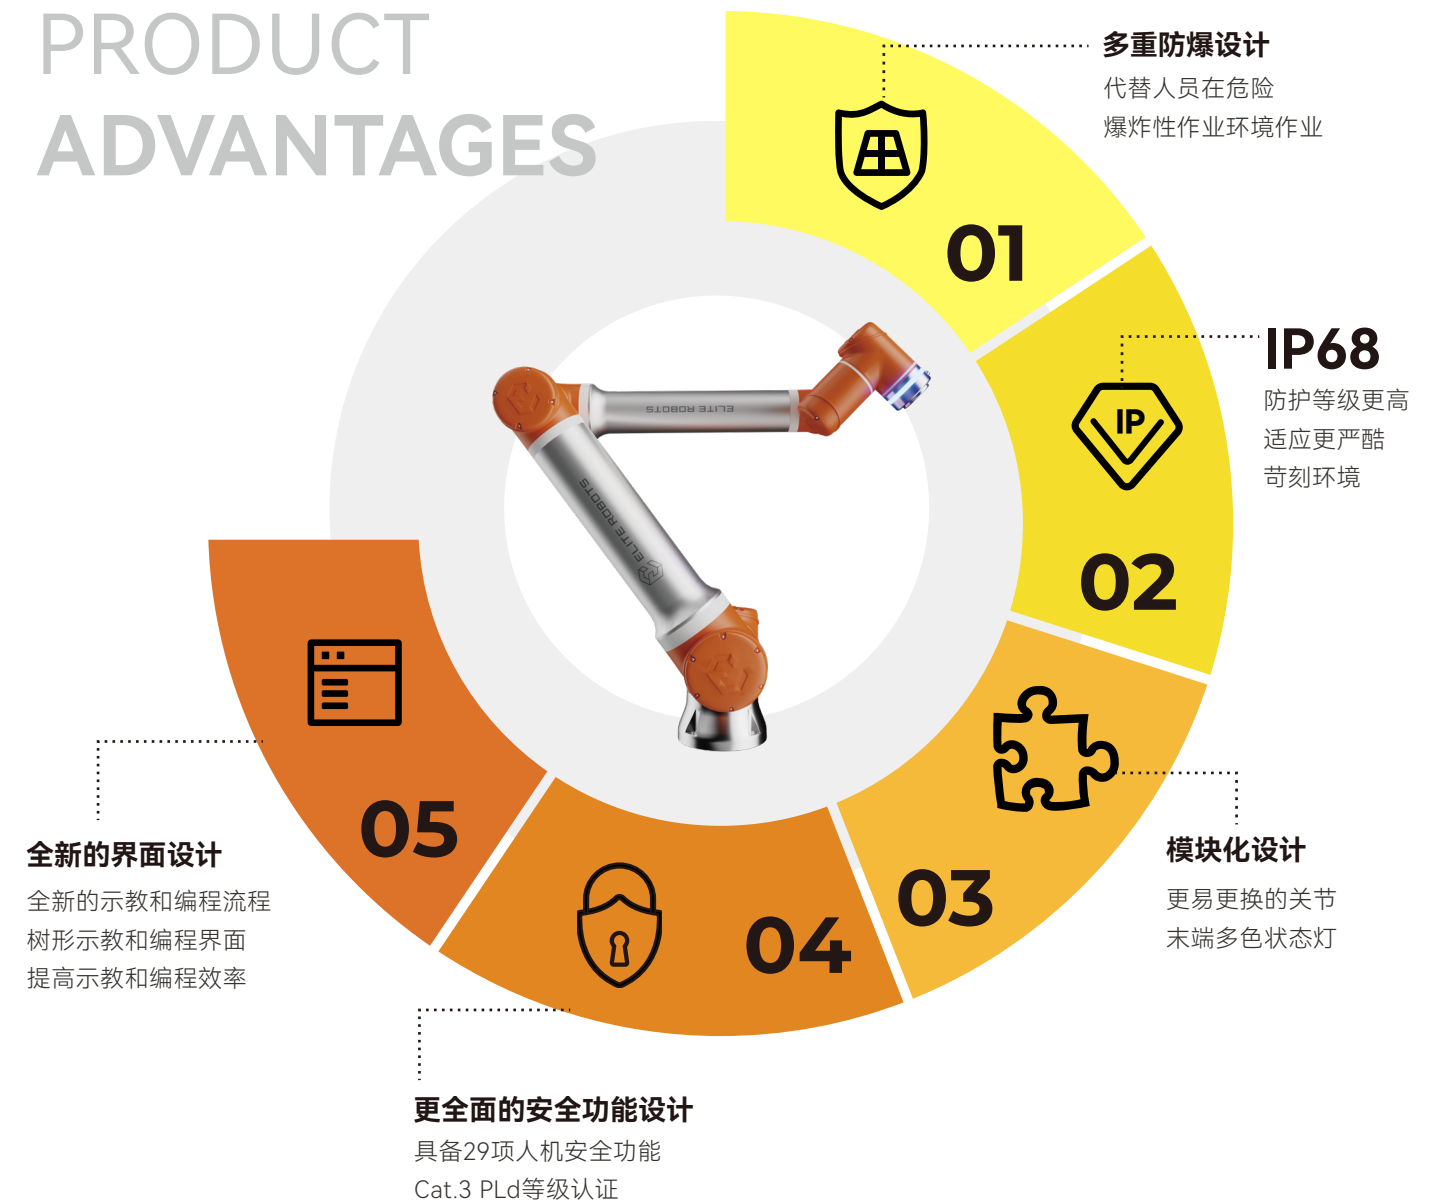 PRODUCT
ADVANTAGES
多重防爆设计
代替人员在危险
爆炸性作业环境作业
01
IP68
防护等级更高
适应更严酷
苛刻环境
IP
02
ELITE ROBOTS
ELITE ROBOTS
模块化设计
更易更换的关节
末端多色状态灯
03
04
更全面的安全功能设计
具备29项人机安全功能
Cat.3 PLd等级认证
05
全新的界面设计
全新的示教和编程流程
树形示教和编程界面
提高示教和编程效率